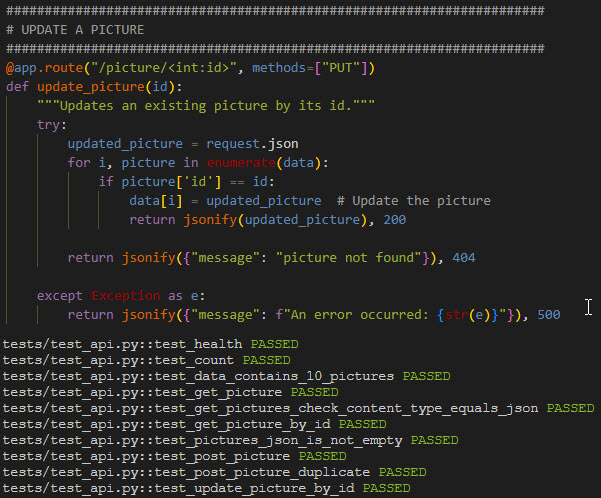 ####################################################################
# UPDATE A PICTURE
####################################################################
@app.route("/picture/<int:id>", methods=["PUT"])
def update_picture(id):
    """Updates an existing picture by its id."""
    try:
        updated_picture = request.json
        for i, picture in enumerate(data):
            if picture['id'] == id:
                data[i] = updated_picture  # Update the picture
                return jsonify(updated_picture), 200

        return jsonify({"message": "picture not found"}), 404

    except Exception as e:
        return jsonify({"message": f"An error occurred: {str(e)}"}), 500
tests/test_api.py::test_health PASSED
tests/test_api.py::test_count PASSED
tests/test_api.py::test_data_contains_10_pictures PASSED
tests/test_api.py::test_get_picture PASSED
tests/test_api.py::test_get_pictures_check_content_type_equals_json PASSED
tests/test_api.py::test_get_picture_by_id PASSED
tests/test_api.py::test_pictures_json_is_not_empty PASSED
tests/test_api.py::test_post_picture PASSED
tests/test_api.py::test_post_picture_duplicate PASSED
tests/test_api.py::test_update_picture_by_id PASSED